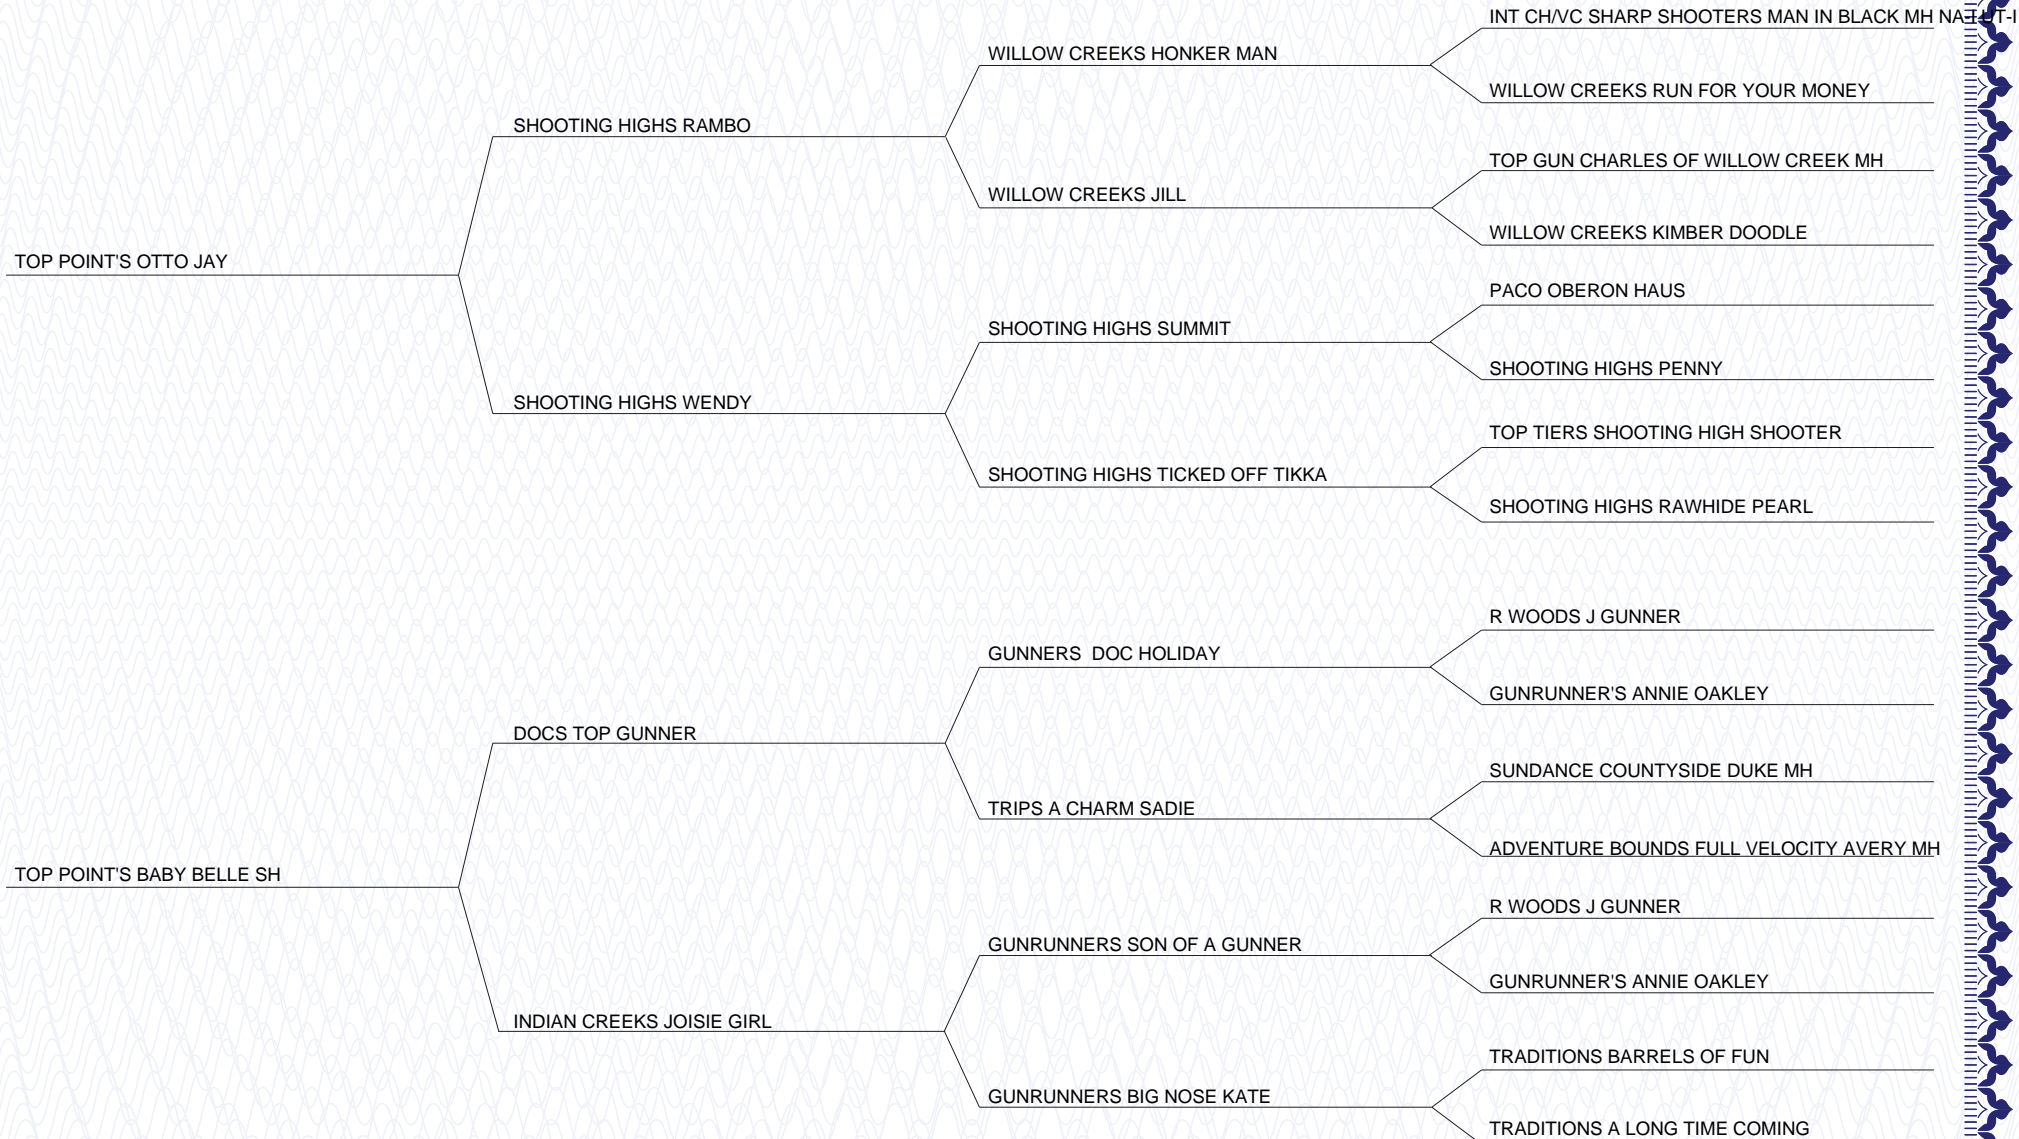 INT CH/VC SHARP SHOOTERS MAN IN BLACK MH NA I UT-I
WILLOW CREEKS HONKER MAN
WILLOW CREEKS RUN FOR YOUR MONEY
SHOOTING HIGHS RAMBO
TOP GUN CHARLES OF WILLOW CREEK MH
WILLOW CREEKS JILL
WILLOW CREEKS KIMBER DOODLE
TOP POINT'S OTTO JAY
PACO OBERON HAUS
SHOOTING HIGHS SUMMIT
SHOOTING HIGHS PENNY
SHOOTING HIGHS WENDY
TOP TIERS SHOOTING HIGH SHOOTER
SHOOTING HIGHS TICKED OFF TIKKA
SHOOTING HIGHS RAWHIDE PEARL
R WOODS J GUNNER
GUNNERS  DOC HOLIDAY
GUNRUNNER'S ANNIE OAKLEY
DOCS TOP GUNNER
SUNDANCE COUNTYSIDE DUKE MH
TRIPS A CHARM SADIE
ADVENTURE BOUNDS FULL VELOCITY AVERY MH
TOP POINT'S BABY BELLE SH
R WOODS J GUNNER
GUNRUNNERS SON OF A GUNNER
GUNRUNNER'S ANNIE OAKLEY
INDIAN CREEKS JOISIE GIRL
TRADITIONS BARRELS OF FUN
GUNRUNNERS BIG NOSE KATE
TRADITIONS A LONG TIME COMING